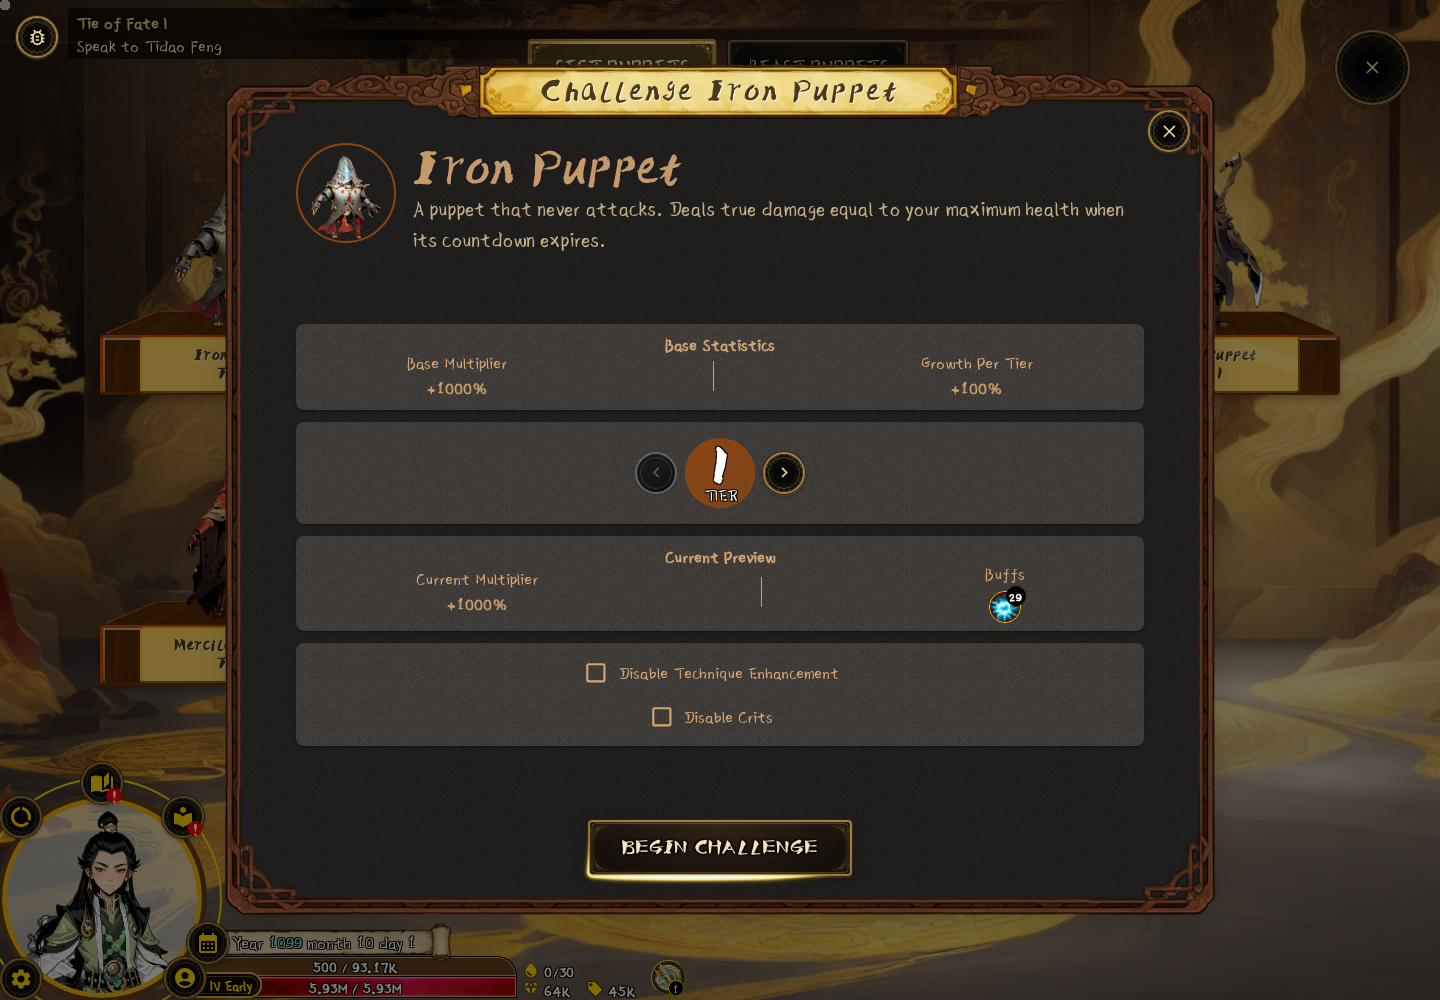 Tie of Fate I
Speak to Tidao Feng
Challenge Iron Puppet
Iron Puppet
A puppet that never attacks. Deals true damage equal to your maximum health when
its countdown expires.
Base Statistics
Base Multiplier
+1000%
Growth Per Tier
+100%
1
TIER
Current Preview
Current Multiplier
+1000%
Buffs
29
Disable Technique Enhancement
Disable Crits
BEGIN CHALLENGE
Year 1099 month 10 day 1
500 / 93.17K
0/30
IV Early
5.93M / 5.93M
64K
45K